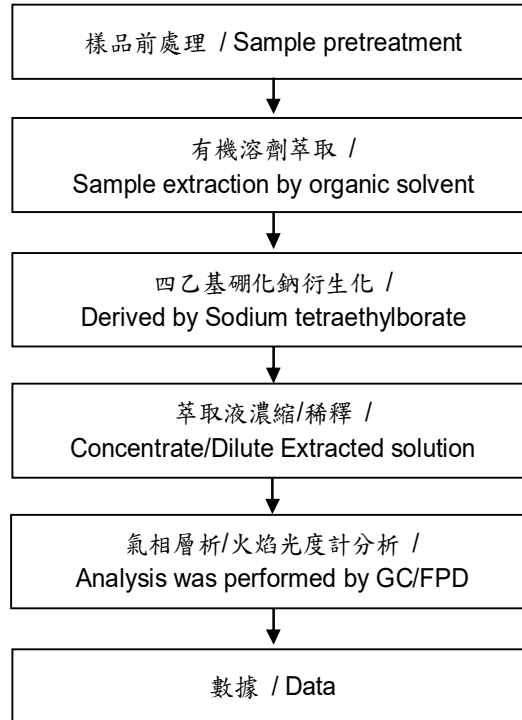 樣品前處理 / Sample pretreatment
有機溶劑萃取 /
Sample extraction by organic solvent
四乙基硼化鈉衍生化 /
Derived by Sodium tetraethylborate
萃取液濃縮/稀釋 /
Concentrate/Dilute Extracted solution
氣相層析/火焰光度計分析 /
Analysis was performed by GC/FPD
數據 / Data